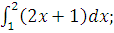 ∫₁²(2x + 1)dx;